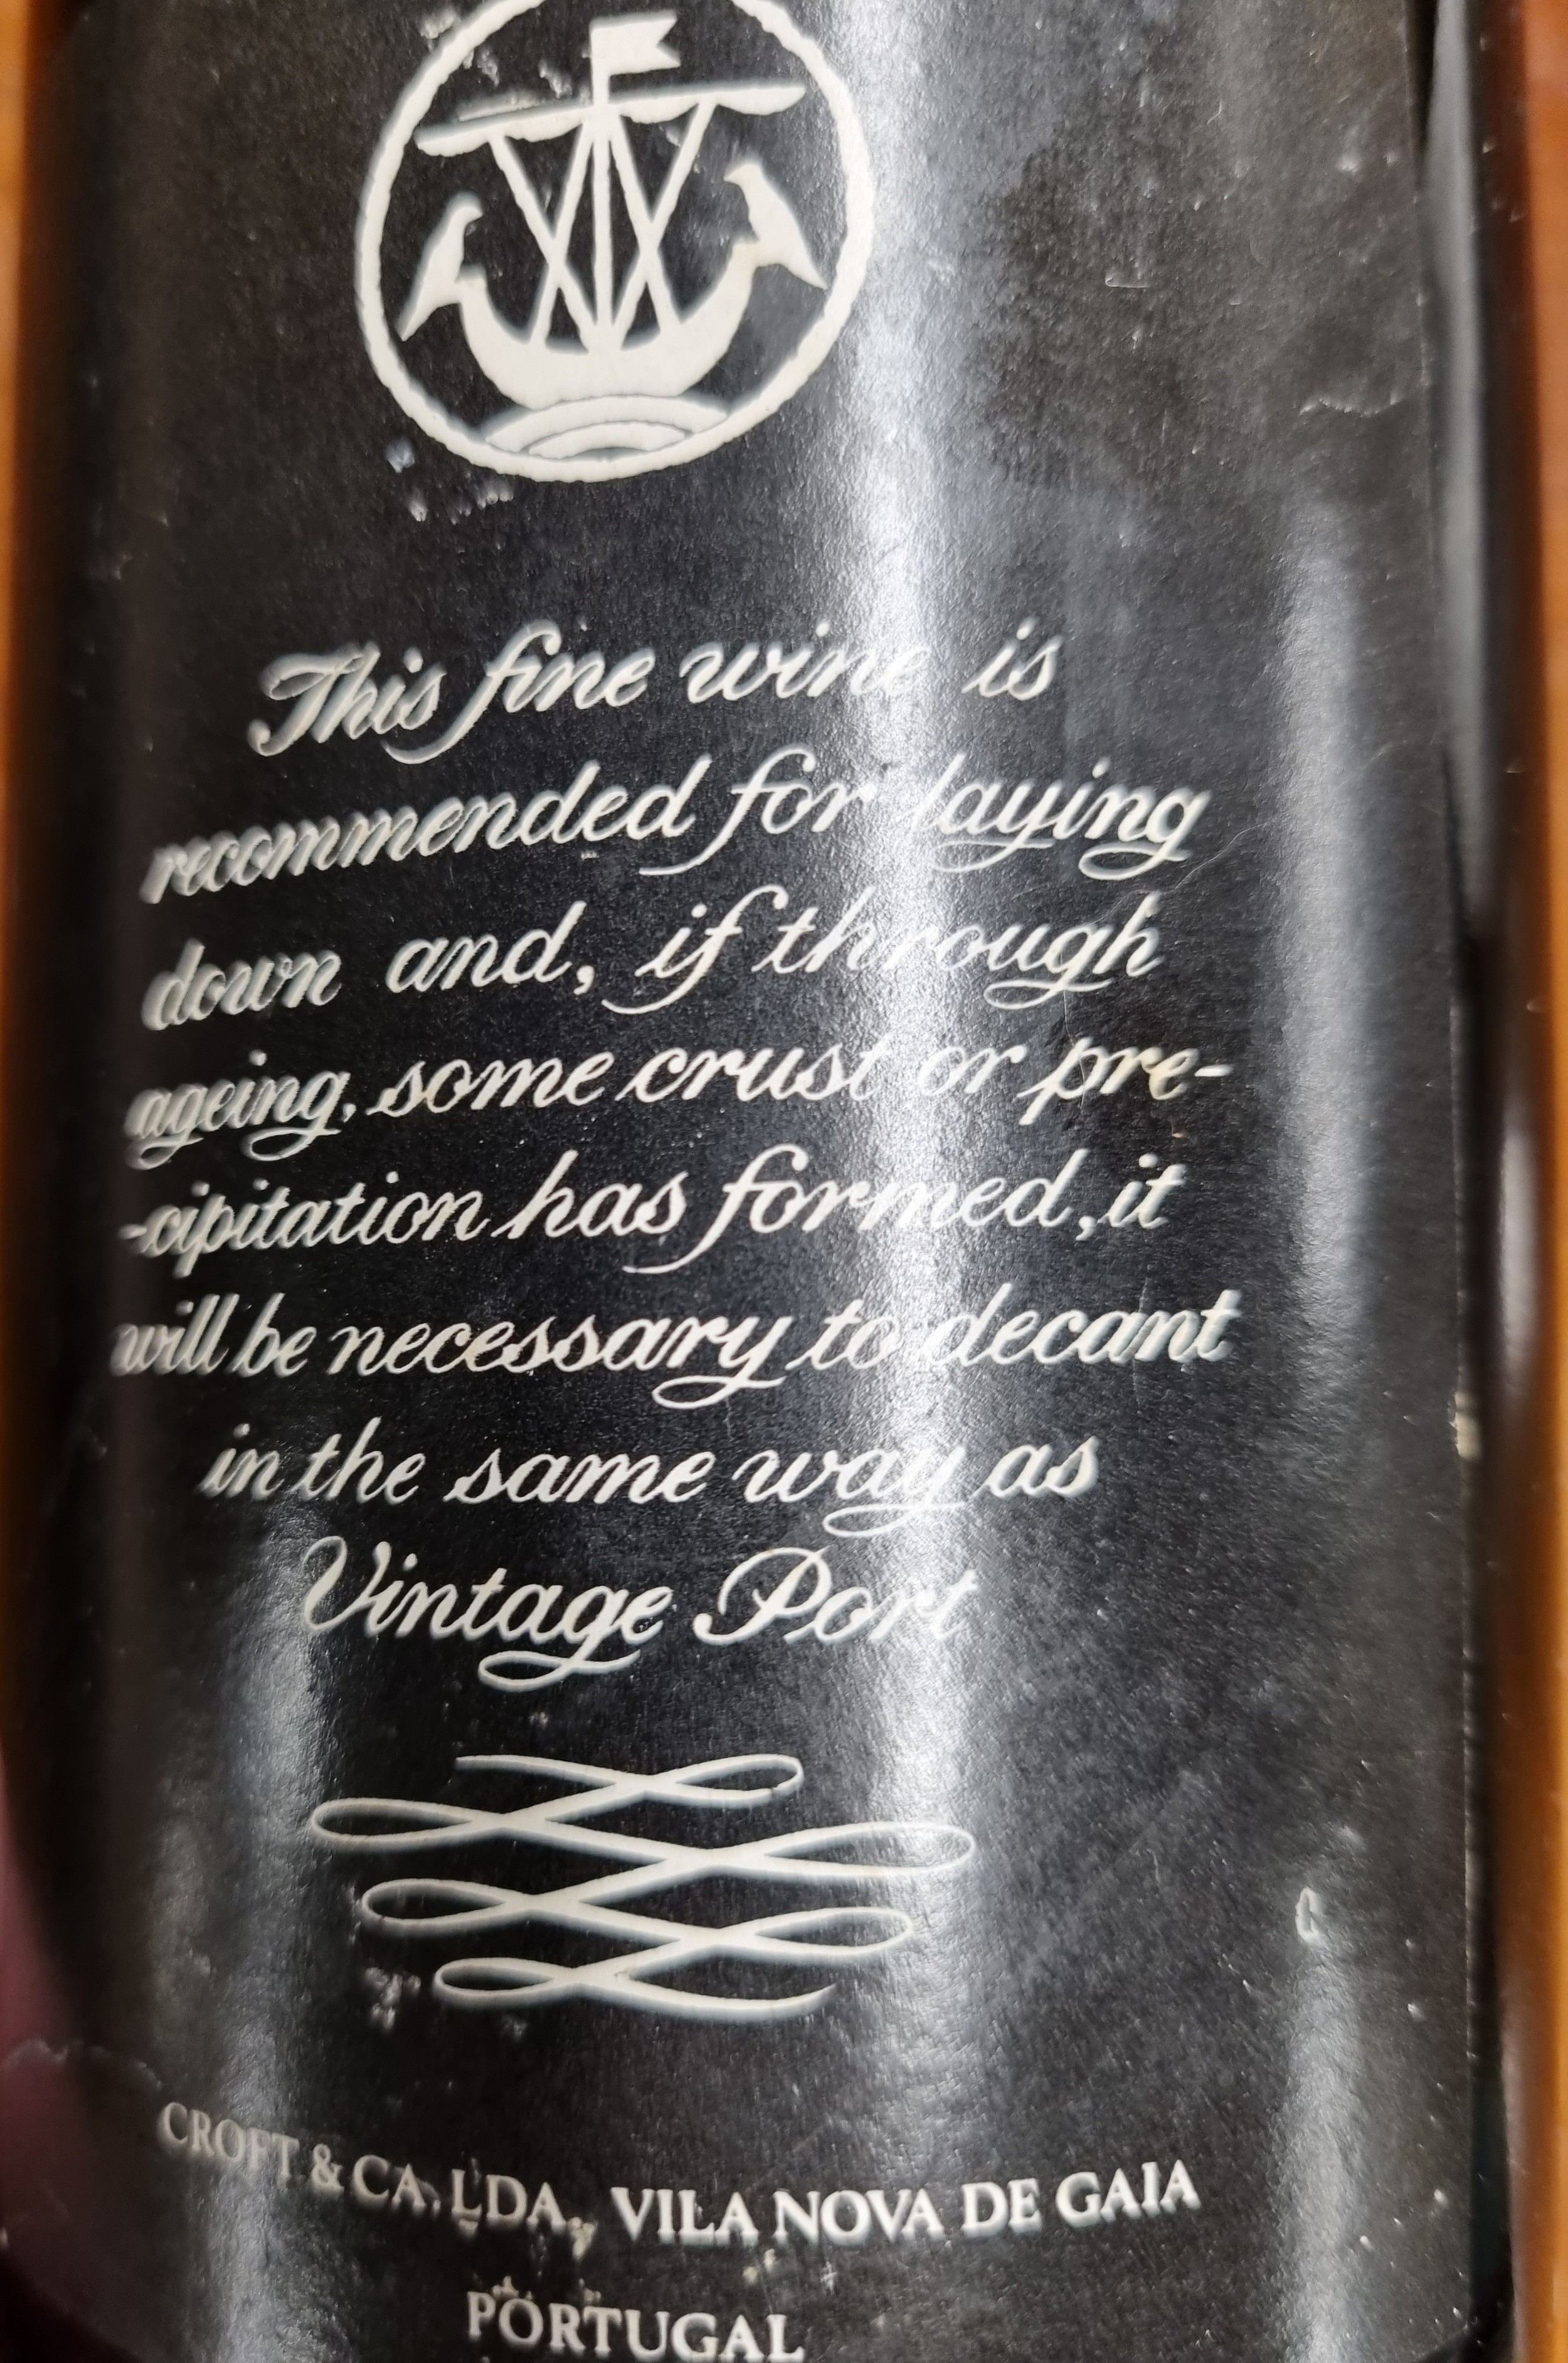 This fine wine is
recommended for laying
down and, if through
ageing, some crust or pre-
-cipitation has formed, it
will be necessary to decant
in the same way as
Vintage Port
CROFT & CA. LDA., VILA NOVA DE GAIA
PORTUGAL